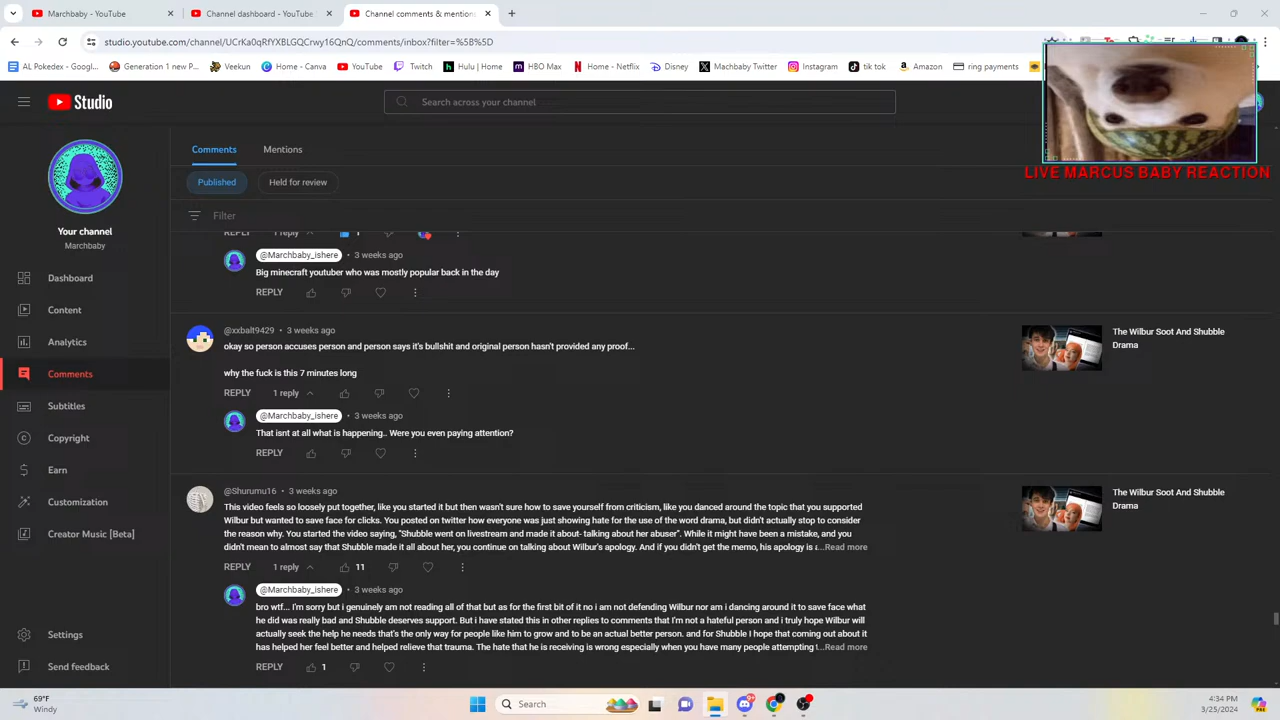 Marchbaby - YouTube
Channel dashboard - YouTube
Channel comments & mentions
studio.youtube.com/channel/UCrKa0qRfYXBLGQCrwy16QnQ/comments/inbox?filter=%5B%5D
AL Pokedex - Googl...
Generation 1 new P...
Veekun
Home - Canva
YouTube
Twitch
Hulu | Home
HBO Max
Home - Netflix
Disney
Machbaby Twitter
Instagram
tik tok
Amazon
ring payments
Studio
Search across your channel
LIVE MARCUS BABY REACTION
Comments
Mentions
Published
Held for review
Filter
Your channel
Marchbaby
Dashboard
Content
Analytics
Comments
Subtitles
Copyright
Earn
Customization
Creator Music [Beta]
Settings
Send feedback
REPLY 1 reply 1
@Marchbaby_ishere • 3 weeks ago
Big minecraft youtuber who was mostly popular back in the day
REPLY
@xxbalt9429 • 3 weeks ago
okay so person accuses person and person says it's bullshit and original person hasn't provided any proof...
why the fuck is this 7 minutes long
REPLY 1 reply
The Wilbur Soot And Shubble
Drama
@Marchbaby_ishere • 3 weeks ago
That isnt at all what is happening.. Were you even paying attention?
REPLY
@Shurumu16 • 3 weeks ago
This video feels so loosely put together, like you started it but then wasn't sure how to save yourself from criticism, like you danced around the topic that you supported
Wilbur but wanted to save face for clicks. You posted on twitter how everyone was just showing hate for the use of the word drama, but didn't actually stop to consider
the reason why. You started the video saying, "Shubble went on livestream and made it about- talking about her abuser". While it might have been a mistake, and you
didn't mean to almost say that Shubble made it all about her, you continue on talking about Wilbur's apology. And if you didn't get the memo, his apology is a...Read more
REPLY 1 reply 11
The Wilbur Soot And Shubble
Drama
@Marchbaby_ishere • 3 weeks ago
bro wtf... I'm sorry but i genuinely am not reading all of that but as for the first bit of it no i am not defending Wilbur nor am i dancing around it to save face what
he did was really bad and Shubble deserves support. But i have stated this in other replies to comments that I'm not a hateful person and i truly hope Wilbur will
actually seek the help he needs that's the only way for people like him to grow and to be an actual better person. and for Shubble I hope that coming out about it
has helped her feel better and helped relieve that trauma. The hate that he is receiving is wrong especially when you have many people attempting t...Read more
REPLY 1
69°F
Windy
Search
4:34 PM
3/25/2024